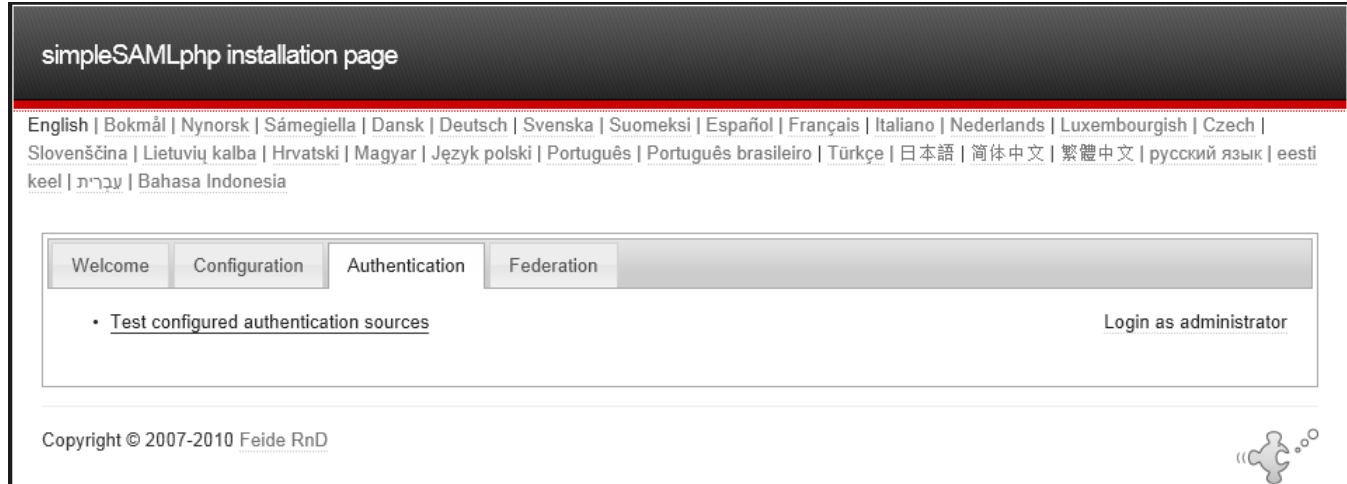 simpleSAMLphp installation page
English | Bokmål | Nynorsk | Sámegiella | Dansk | Deutsch | Svenska | Suomeksi | Español | Français | Italiano | Nederlands | Luxembourgish | Czech |
Slovenščina | Lietuvių kalba | Hrvatski | Magyar | Język polski | Português | Português brasileiro | Türkçe | 日本語 | 简体中文 | 繁體中文 | русский язык | eesti
keel | עִבְרִית | Bahasa Indonesia
Welcome Configuration Authentication Federation
• Test configured authentication sources Login as administrator
Copyright © 2007-2010 Feide RnD